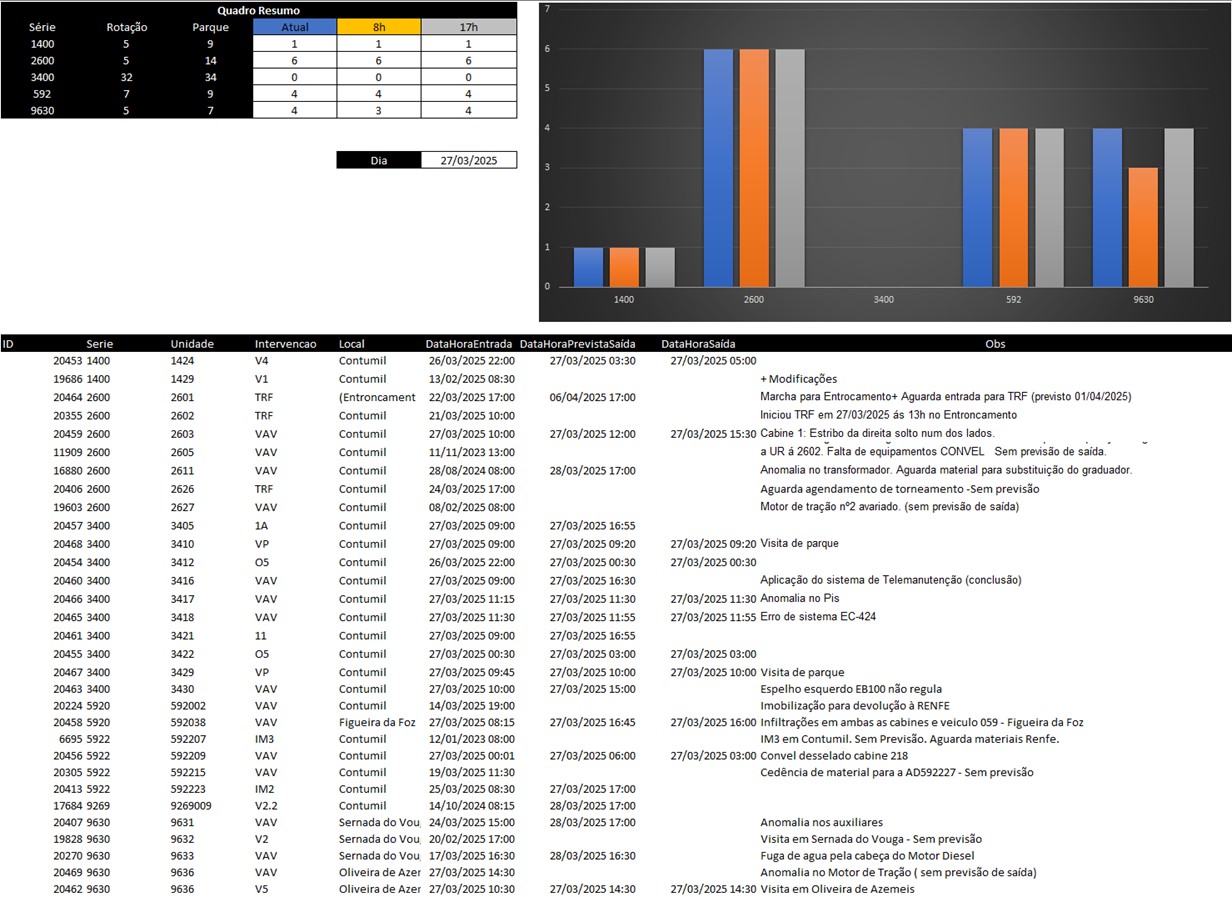 Quadro Resumo
Série Rotação Parque Atual 8h 17h
1400 5 9 1 1 1
2600 5 14 6 6 6
3400 32 34 0 0 0
592 7 9 4 4 4
9630 5 7 4 3 4
Dia 27/03/2025
7
6
5
4
3
2
1
0
1400 2600 3400 592 9630
ID Serie Unidade Intervencao Local DataHoraEntrada DataHoraPrevistaSaída DataHoraSaída Obs
20453 1400 1424 V4 Contumil 26/03/2025 22:00 27/03/2025 03:30 27/03/2025 05:00
19686 1400 1429 V1 Contumil 13/02/2025 08:30 + Modificações
20464 2600 2601 TRF (Entroncament 22/03/2025 17:00 06/04/2025 17:00 Marcha para Entrocamento+ Aguarda entrada para TRF (previsto 01/04/2025)
20355 2600 2602 TRF Contumil 21/03/2025 10:00 Iniciou TRF em 27/03/2025 ás 13h no Entroncamento
20459 2600 2603 VAV Contumil 27/03/2025 10:00 27/03/2025 12:00 27/03/2025 15:30 Cabine 1: Estribo da direita solto num dos lados.
11909 2600 2605 VAV Contumil 11/11/2023 13:00 a UR á 2602. Falta de equipamentos CONVEL Sem previsão de saída.
16880 2600 2611 VAV Contumil 28/08/2024 08:00 28/03/2025 17:00 Anomalia no transformador. Aguarda material para substituição do graduador.
20406 2600 2626 TRF Contumil 24/03/2025 17:00 Aguarda agendamento de torneamento -Sem previsão
19603 2600 2627 VAV Contumil 08/02/2025 08:00 Motor de tração nº2 avariado. (sem previsão de saída)
20457 3400 3405 1A Contumil 27/03/2025 09:00 27/03/2025 16:55
20468 3400 3410 VP Contumil 27/03/2025 09:00 27/03/2025 09:20 27/03/2025 09:20 Visita de parque
20454 3400 3412 O5 Contumil 26/03/2025 22:00 27/03/2025 00:30 27/03/2025 00:30
20460 3400 3416 VAV Contumil 27/03/2025 09:00 27/03/2025 16:30 Aplicação do sistema de Telemanutenção (conclusão)
20466 3400 3417 VAV Contumil 27/03/2025 11:15 27/03/2025 11:30 27/03/2025 11:30 Anomalia no Pis
20465 3400 3418 VAV Contumil 27/03/2025 11:30 27/03/2025 11:55 27/03/2025 11:55 Erro de sistema EC-424
20461 3400 3421 11 Contumil 27/03/2025 09:00 27/03/2025 16:55
20455 3400 3422 O5 Contumil 27/03/2025 00:30 27/03/2025 03:00 27/03/2025 03:00
20467 3400 3429 VP Contumil 27/03/2025 09:45 27/03/2025 10:00 27/03/2025 10:00 Visita de parque
20463 3400 3430 VAV Contumil 27/03/2025 10:00 27/03/2025 15:00 Espelho esquerdo EB100 não regula
20224 5920 592002 VAV Contumil 14/03/2025 19:00 Imobilização para devolução à RENFE
20458 5920 592038 VAV Figueira da Foz 27/03/2025 08:15 27/03/2025 16:45 27/03/2025 16:00 Infiltrações em ambas as cabines e veiculo 059 - Figueira da Foz
6695 5922 592207 IM3 Contumil 12/01/2023 08:00 IM3 em Contumil. Sem Previsão. Aguarda materiais Renfe.
20456 5922 592209 VAV Contumil 27/03/2025 00:01 27/03/2025 06:00 27/03/2025 03:00 Convel desselado cabine 218
20305 5922 592215 VAV Contumil 19/03/2025 11:30 Cedência de material para a AD592227 - Sem previsão
20413 5922 592223 IM2 Contumil 25/03/2025 08:30 27/03/2025 17:00
17684 9269 9269009 V2.2 Contumil 14/10/2024 08:15 28/03/2025 17:00
20407 9630 9631 VAV Sernada do Vou 24/03/2025 15:00 28/03/2025 17:00 Anomalia nos auxiliares
19828 9630 9632 V2 Sernada do Vou 20/02/2025 17:00 Visita em Sernada do Vouga - Sem previsão
20270 9630 9633 VAV Sernada do Vou 17/03/2025 16:30 28/03/2025 16:30 Fuga de agua pela cabeça do Motor Diesel
20469 9630 9636 VAV Oliveira de Azer 27/03/2025 14:30 Anomalia no Motor de Tração ( sem previsão de saída)
20462 9630 9636 V5 Oliveira de Azer 27/03/2025 10:30 27/03/2025 14:30 27/03/2025 14:30 Visita em Oliveira de Azemeis